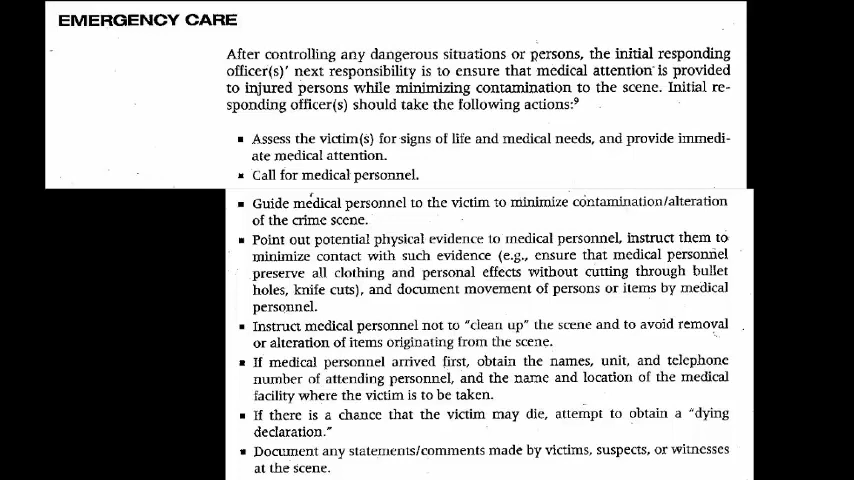 EMERGENCY CARE
After controlling any dangerous situations or persons, the initial responding
officer(s)' next responsibility is to ensure that medical attention is provided
to injured persons while minimizing contamination to the scene. Initial re-
sponding officer(s) should take the following actions:⁹
▪ Assess the victim(s) for signs of life and medical needs, and provide immedi-
ate medical attention.
▪ Call for medical personnel.
▪ Guide medical personnel to the victim to minimize contamination/alteration
of the crime scene.
▪ Point out potential physical evidence to medical personnel, instruct them to
minimize contact with such evidence (e.g., ensure that medical personnel
preserve all clothing and personal effects without cutting through bullet
holes, knife cuts), and document movement of persons or items by medical
personnel.
▪ Instruct medical personnel not to "clean up" the scene and to avoid removal
or alteration of items originating from the scene.
▪ If medical personnel arrived first, obtain the names, unit, and telephone
number of attending personnel, and the name and location of the medical
facility where the victim is to be taken.
▪ If there is a chance that the victim may die, attempt to obtain a "dying
declaration."
▪ Document any statements/comments made by victims, suspects, or witnesses
at the scene.